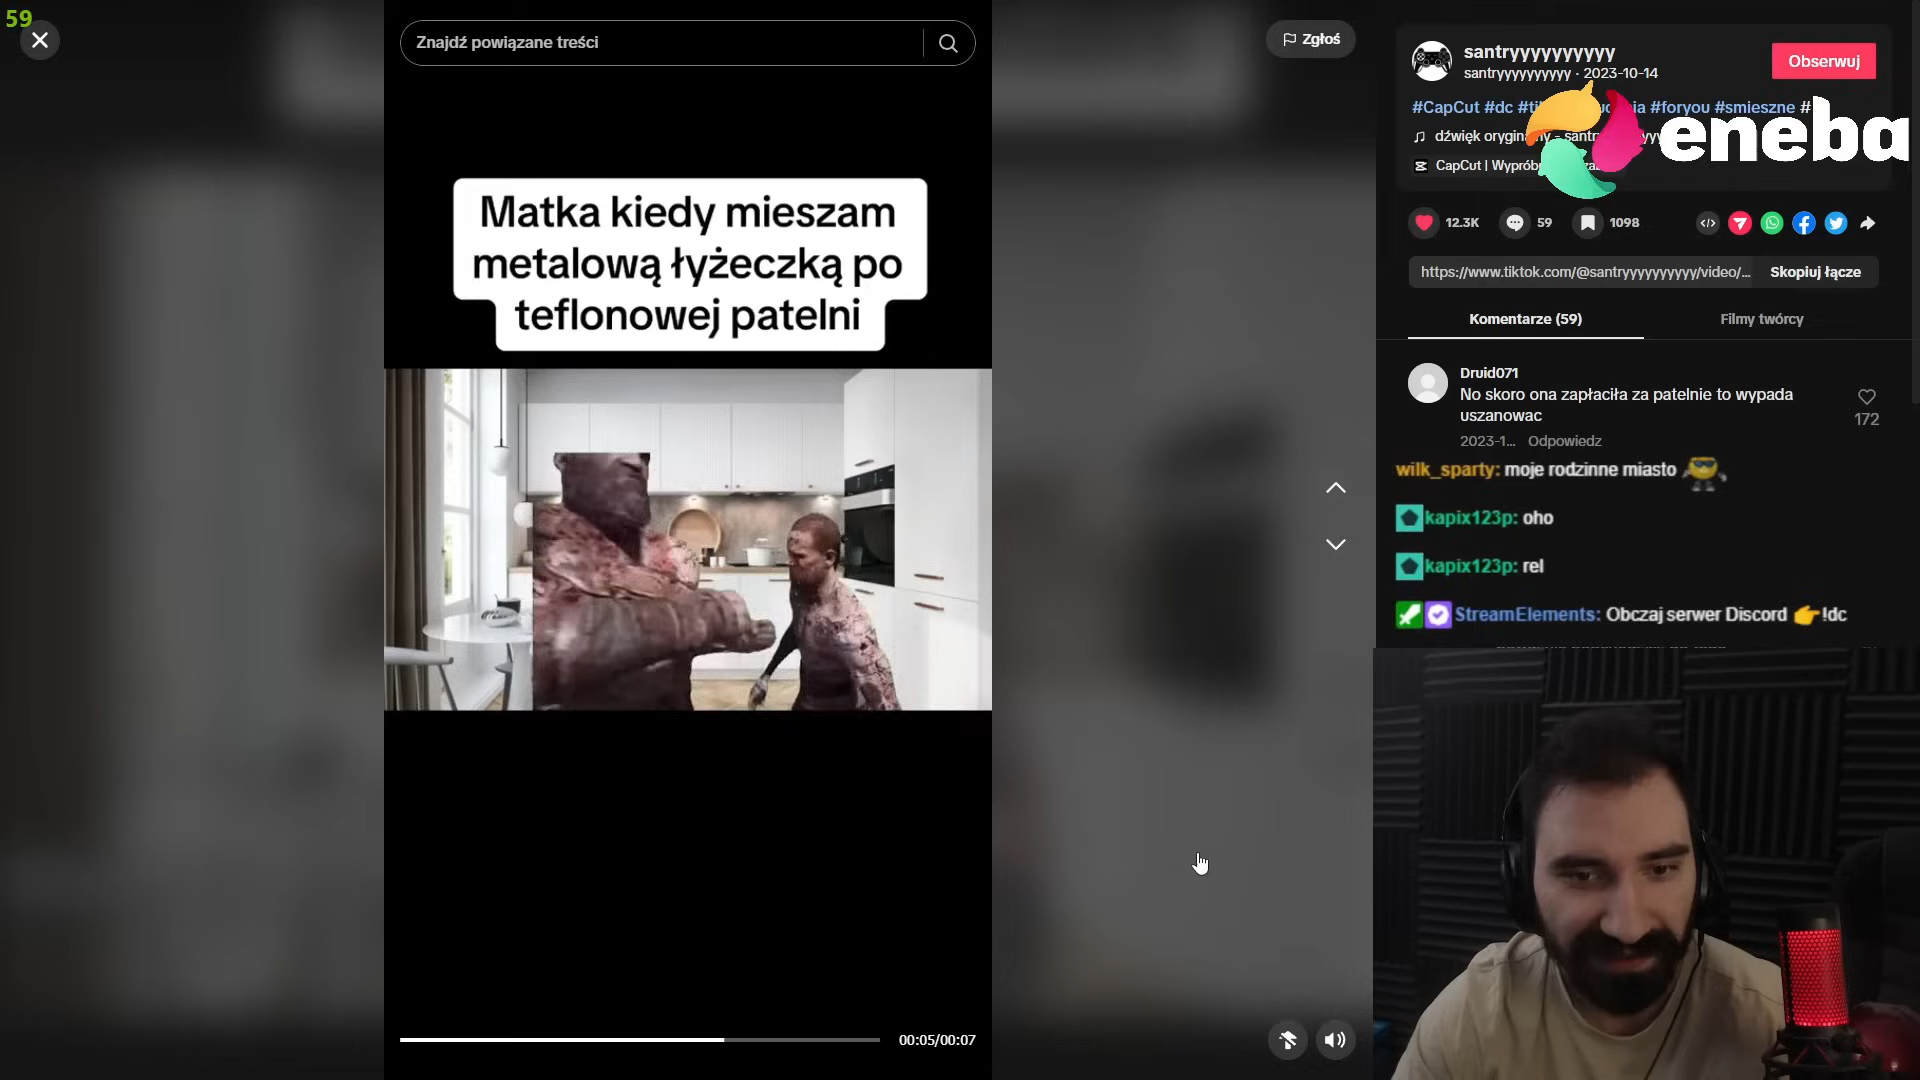 59
Znajdź powiązane treści
Zgłoś
Matka kiedy mieszam
metalową łyżeczką po
teflonowej patelni
00:05/00:07
santryyyyyyyyyy
santryyyyyyyyyy · 2023-10-14
Obserwuj
#CapCut #dc #foryou #smieszne #
eneba
CapCut |
12.3K
59
1098
https://www.tiktok.com/@santryyyyyyyyyy/video/...
Skopiuj łącze
Komentarze (59)
Filmy twórcy
Druid071
No skoro ona zapłaciła za patelnie to wypada
uszanowac
172
2023-1... Odpowiedz
wilk_sparty: moje rodzinne miasto
kapix123p: oho
kapix123p: rel
StreamElements: Obczaj serwer Discord 👉!dc